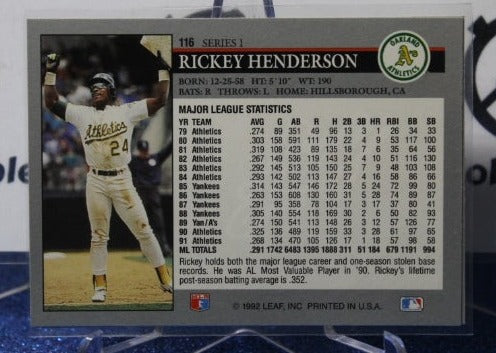 116 SERIES 1
RICKEY HENDERSON
OAKLAND
A's
ATHLETICS
BORN: 12-25-58 HT: 5'10" WT: 190
BATS: R THROWS: L HOME: HILLSBOROUGH, CA
MAJOR LEAGUE STATISTICS
YR TEAM AVG G AB R H 2B 3B HR RBI BB SB
79 Athletics .274 89 351 49 96 13 3 1 26 34 33
80 Athletics .303 158 591 111 179 22 4 9 53 117 100
81 Athletics .319 108 423 89 135 18 7 6 35 64 56
82 Athletics .267 149 536 119 143 24 4 10 51 116 130
83 Athletics .292 145 513 105 150 25 7 9 48 103 108
84 Athletics .293 142 502 113 147 27 4 16 58 86 66
85 Yankees .314 143 547 146 172 28 5 24 72 99 80
86 Yankees .263 153 608 130 160 31 5 28 74 89 87
87 Yankees .291 95 358 78 104 17 3 17 37 80 41
88 Yankees .305 140 554 118 169 30 2 6 50 82 93
89 Yan/A's .274 150 541 113 148 26 3 12 57 126 77
90 Athletics .325 136 489 119 159 33 3 28 61 97 65
91 Athletics .268 134 470 105 126 17 1 18 57 98 58
ML TOTALS .291 1742 6483 1395 1888 311 51 184 679 1191 994
Rickey holds both the major league career and one-season stolen base
records. He was AL Most Valuable Player in '90. Rickey's lifetime
post-season batting average is .352.
© 1992 LEAF, INC. PRINTED IN U.S.A.
Athletics
24